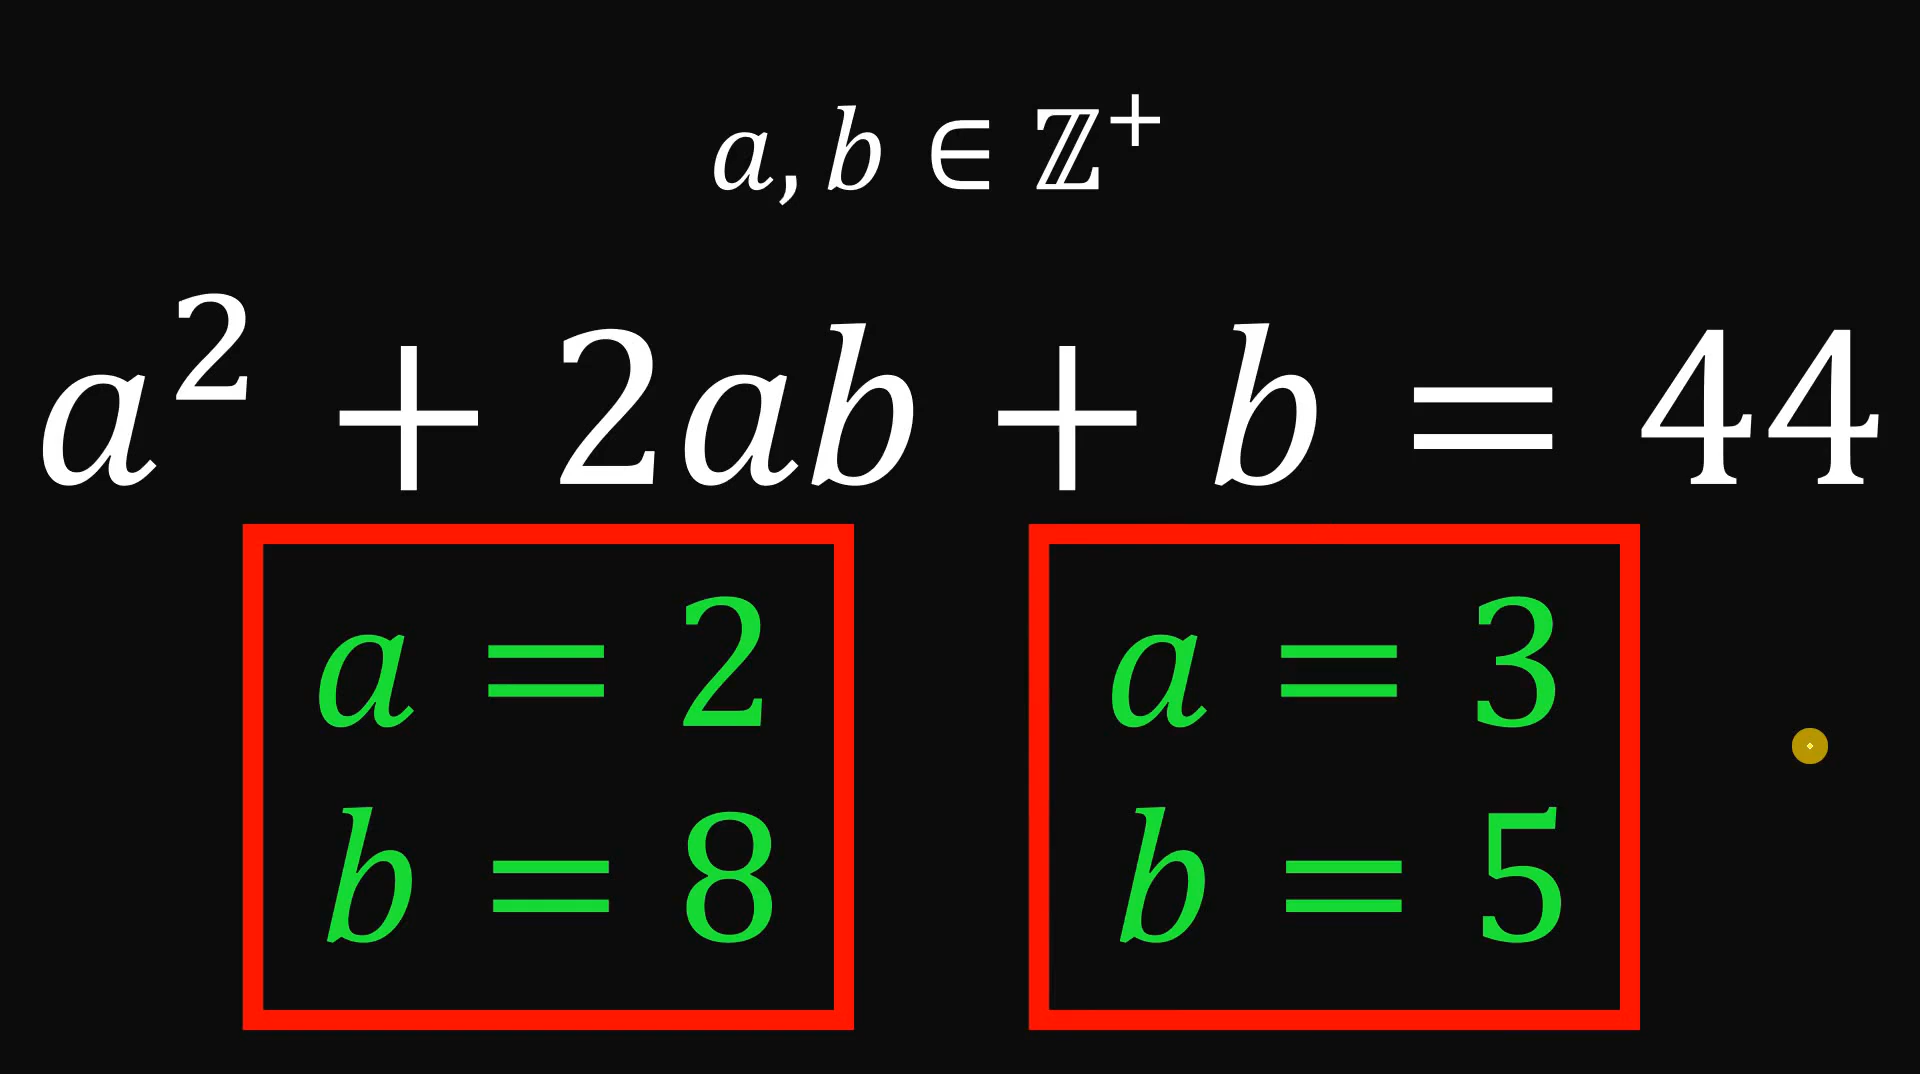 a, b ∈ ℤ⁺
a² + 2ab + b = 44
a = 2
b = 8
a = 3
b = 5